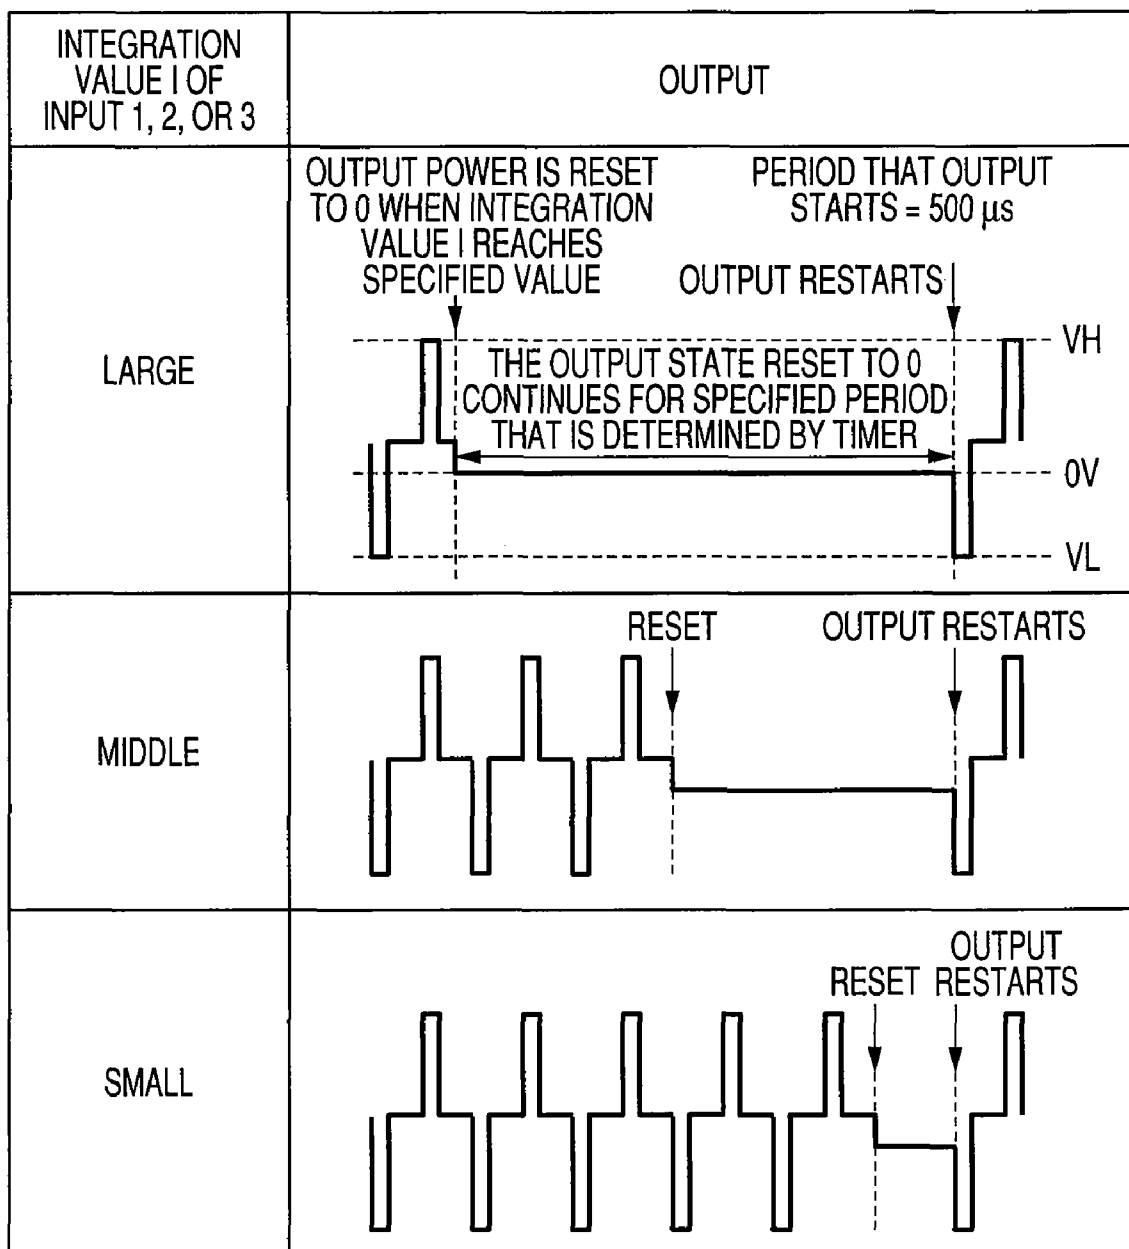 INTEGRATION
VALUE I OF
INPUT 1, 2, OR 3
OUTPUT
LARGE
OUTPUT POWER IS RESET
TO 0 WHEN INTEGRATION
VALUE I REACHES
SPECIFIED VALUE
PERIOD THAT OUTPUT
STARTS = 500 µs
OUTPUT RESTARTS
VH
THE OUTPUT STATE RESET TO 0
CONTINUES FOR SPECIFIED PERIOD
THAT IS DETERMINED BY TIMER
0V
VL
MIDDLE
RESET
OUTPUT RESTARTS
SMALL
RESET
OUTPUT
RESTARTS